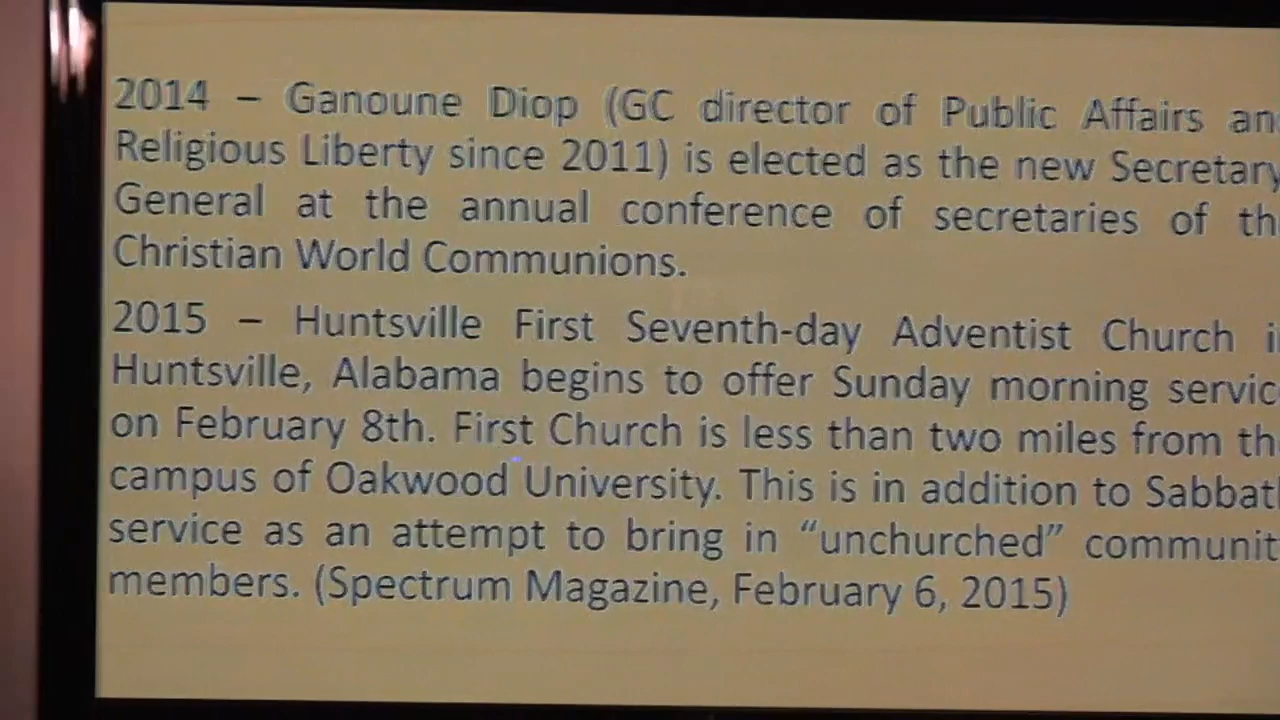 2014 – Ganoune Diop (GC director of Public Affairs an
Religious Liberty since 2011) is elected as the new Secretary
General at the annual conference of secretaries of th
Christian World Communions.
2015 – Huntsville First Seventh-day Adventist Church i
Huntsville, Alabama begins to offer Sunday morning servic
on February 8th. First Church is less than two miles from th
campus of Oakwood University. This is in addition to Sabbat
service as an attempt to bring in “unchurched” communit
members. (Spectrum Magazine, February 6, 2015)